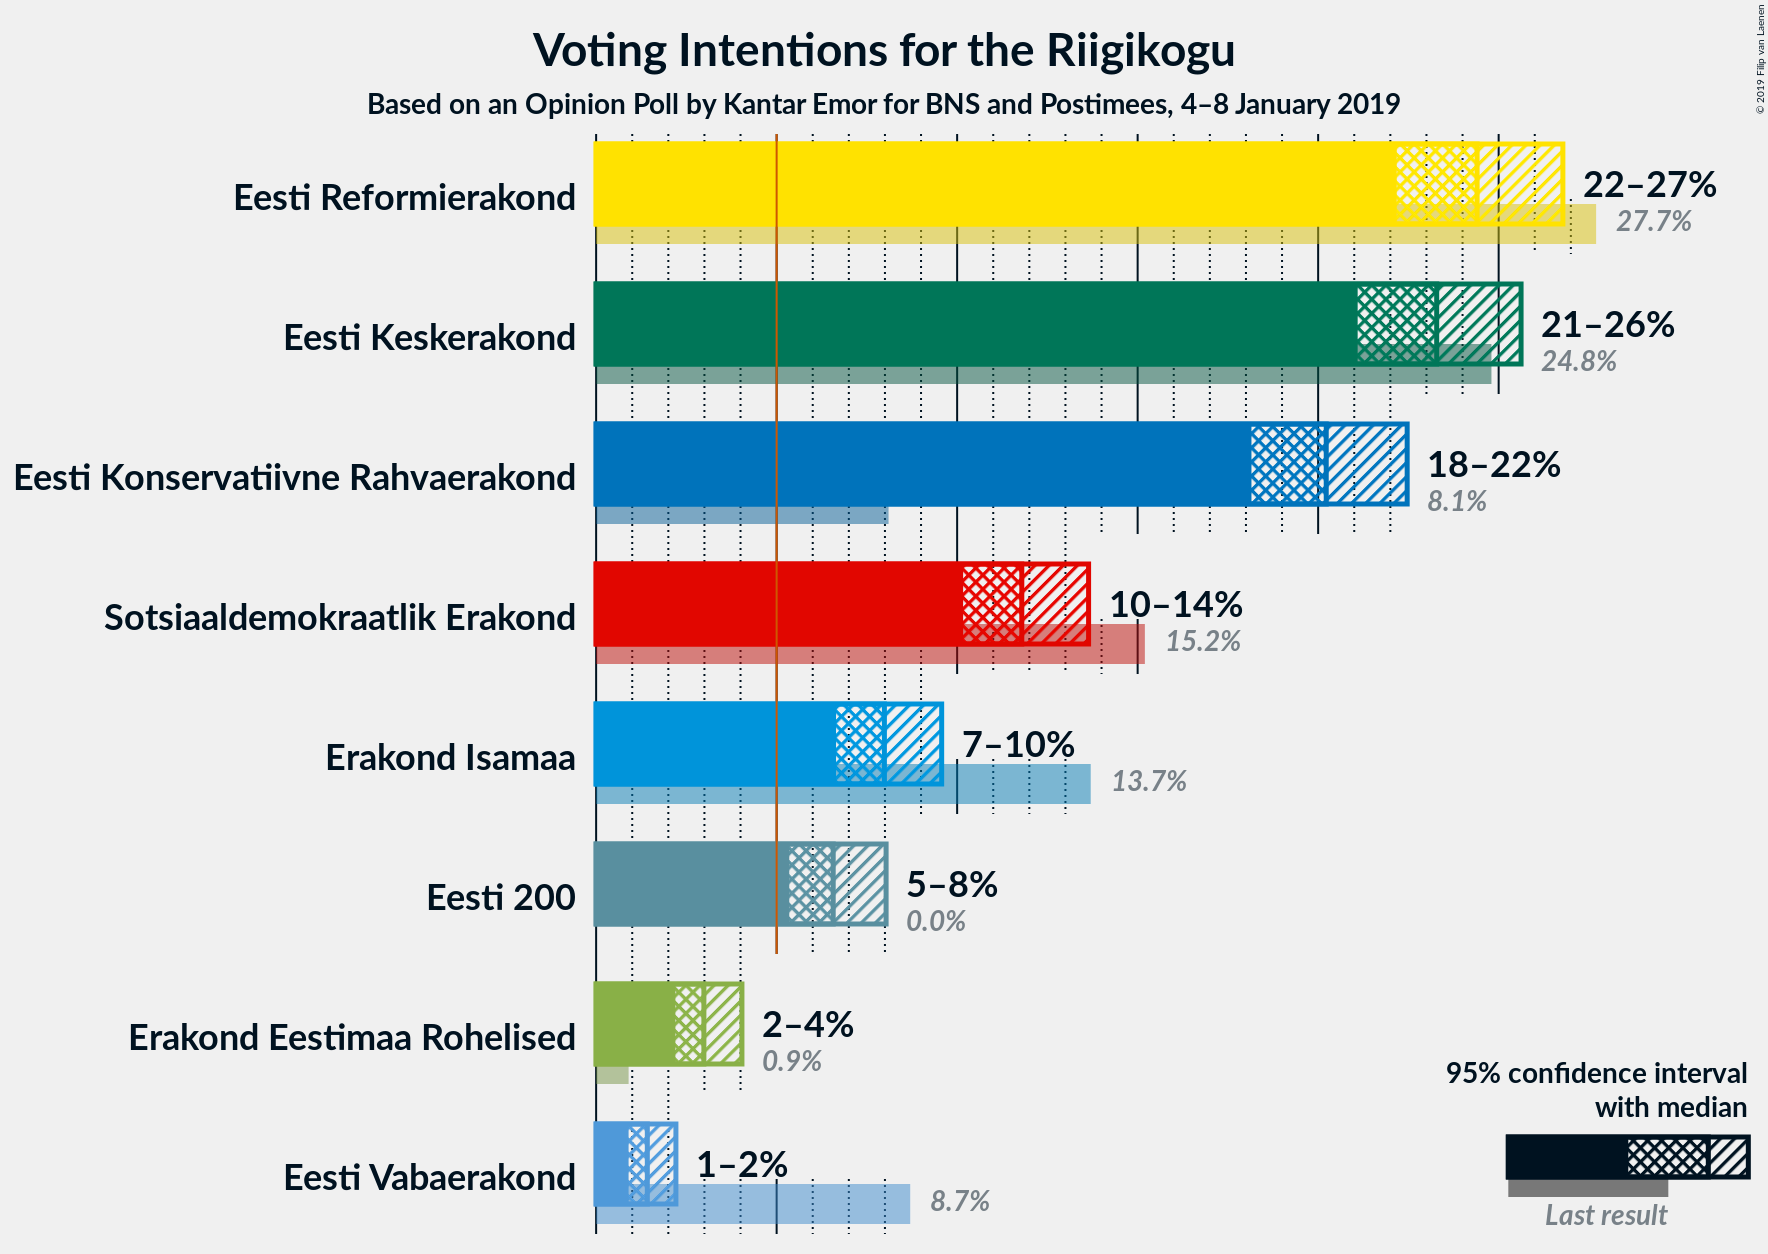 Voting Intentions for the Riigikogu
Based on an Opinion Poll by Kantar Emor for BNS and Postimees, 4–8 January 2019
© 2019 Filip van Laenen
Eesti Reformierakond
22–27%
27.7%
Eesti Keskerakond
21–26%
24.8%
Eesti Konservatiivne Rahvaerakond
18–22%
8.1%
Sotsiaaldemokraatlik Erakond
10–14%
15.2%
Erakond Isamaa
7–10%
13.7%
Eesti 200
5–8%
0.0%
Erakond Eestimaa Rohelised
2–4%
0.9%
Eesti Vabaerakond
1–2%
8.7%
95% confidence interval
with median
Last result